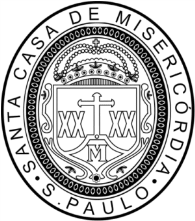 SANTA CASA DE MISERICÓRDIA
• S. PAULO •
XX XX
M